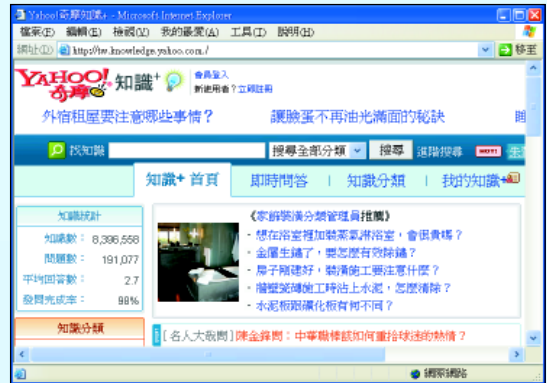 Yahoo!奇摩知識+ - Microsoft Internet Explorer
檔案(F) 編輯(E) 檢視(V) 我的最愛(A) 工具(T) 說明(H)
網址(D) http://tw.knowledge.yahoo.com./ 移至
YAHOO!奇摩 知識+ 會員登入
新使用者？立即註冊
外宿租屋要注意哪些事情？ 讓臉蛋不再油光滿面的秘訣
找知識 搜尋全部分類 搜尋 進階搜尋 HOT!
知識+ 首頁 即時問答 | 知識分類 | 我的知識+
知識統計
知識數： 8,396,558
問題數： 191,077
平均回答數： 2.7
發問完成率： 98%
知識分類
《家飾裝潢分類管理員推薦》
- 想在浴室裡加裝蒸氣淋浴室，會很貴嗎？
- 金屬生鏽了，要怎麼有效除鏽？
- 房子剛建好，裝潢施工要注意什麼？
- 牆壁瓷磚施工時沾上水泥，怎麼清除？
- 水泥板跟礦化板有何不同？
[名人大哉問] 陳金鋒問：中華職棒該如何重拾球迷的熱情？
網際網路